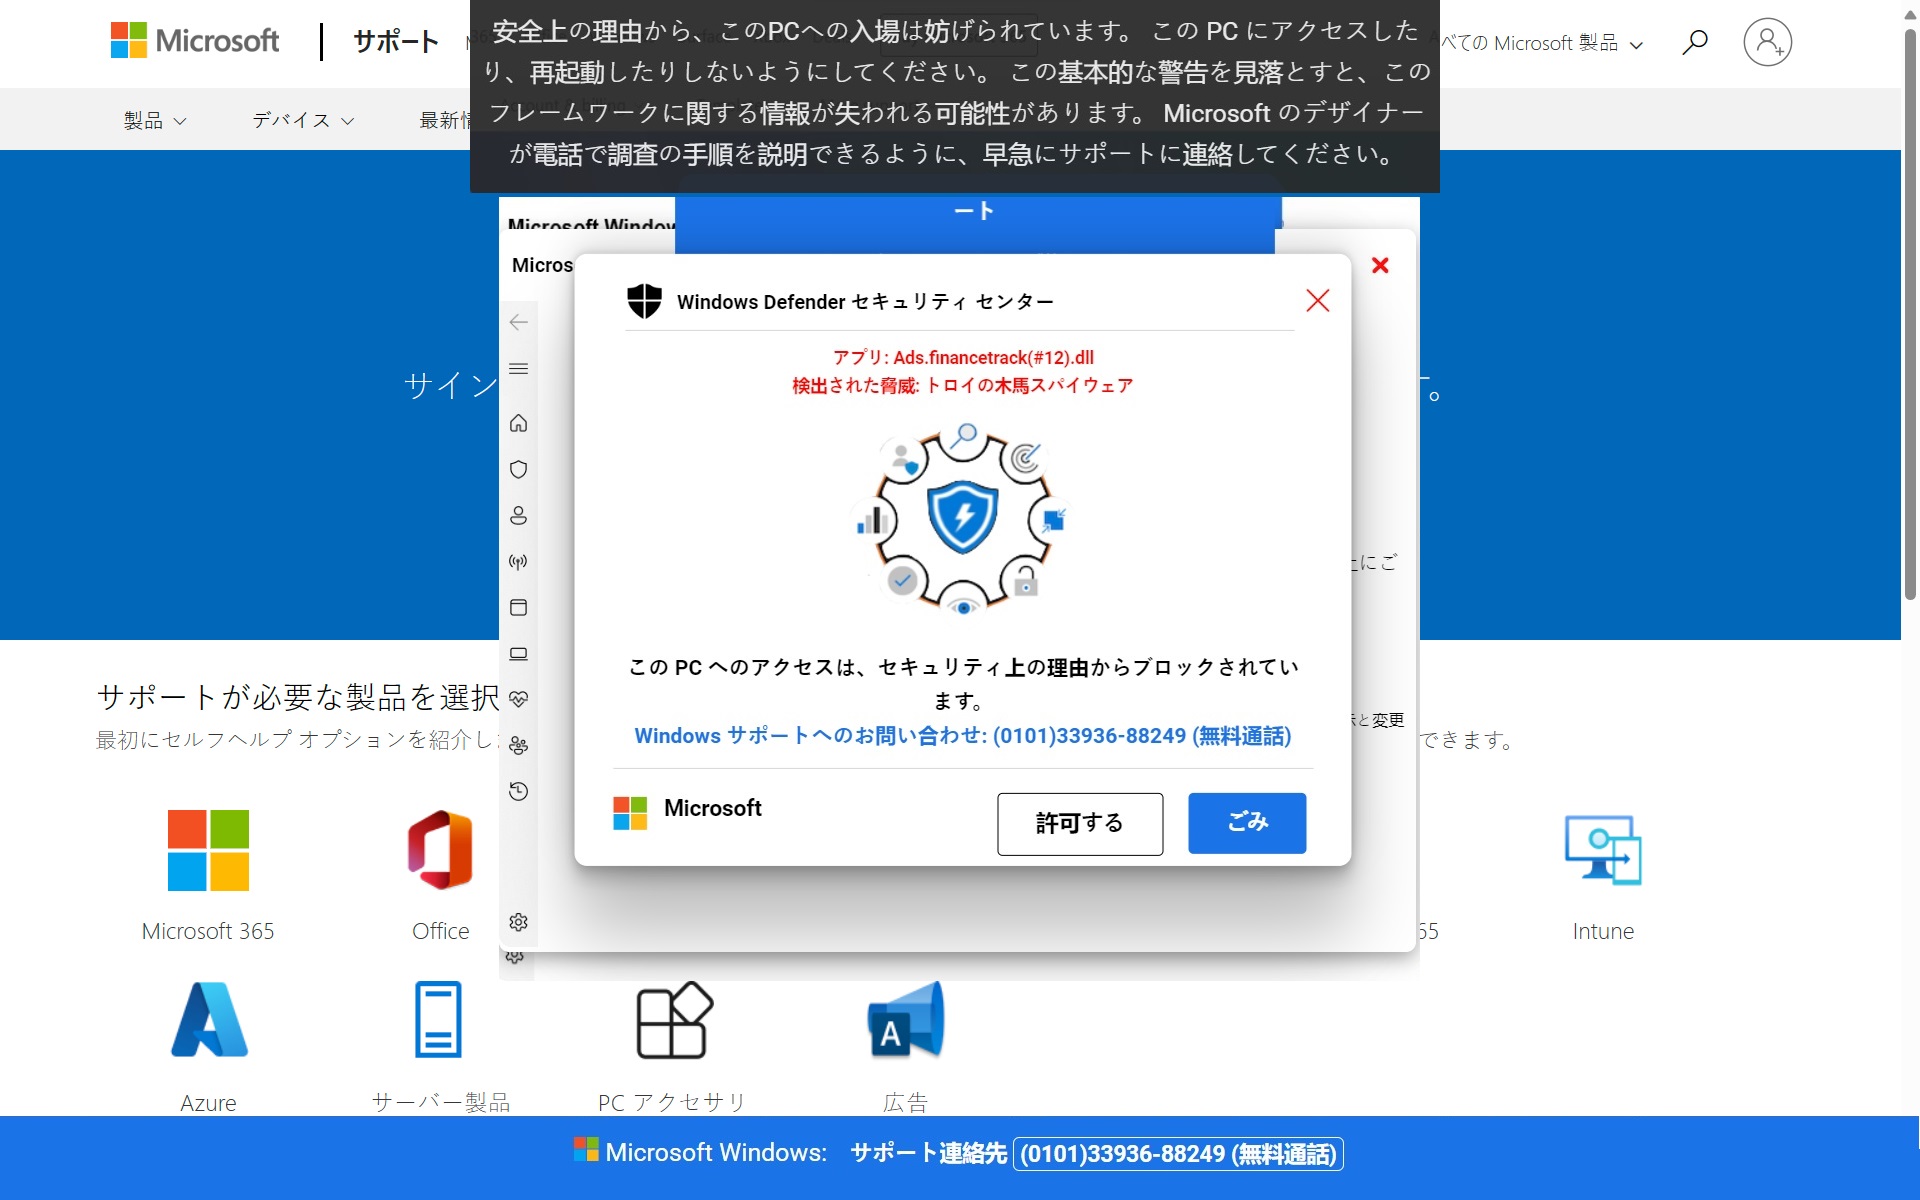 Microsoft
サポート
安全上の理由から、このPCへの入場は妨げられています。 この PC にアクセスした
り、再起動したりしないようにしてください。 この基本的な警告を見落とすと、この
フレームワークに関する情報が失われる可能性があります。 Microsoft のデザイナー
が電話で調査の手順を説明できるように、早急にサポートに連絡してください。
べての Microsoft 製品
製品
デバイス
最新情
Microsoft Window
ート
Micros
Windows Defender セキュリティ センター
アプリ: Ads.financetrack(#12).dll
検出された脅威: トロイの木馬スパイウェア
サイン
す。
にご
このPC へのアクセスは、セキュリティ上の理由からブロックされてい
ます。
Windows サポートへのお問い合わせ: (0101)33936-88249 (無料通話)
と変更
Microsoft
許可する
ごみ
サポートが必要な製品を選択
最初にセルフヘルプ オプションを紹介し
できます。
Microsoft 365
Office
65
Intune
Azure
サーバー製品
PC アクセサリ
広告
Microsoft Windows: サポート連絡先 (0101)33936-88249 (無料通話)